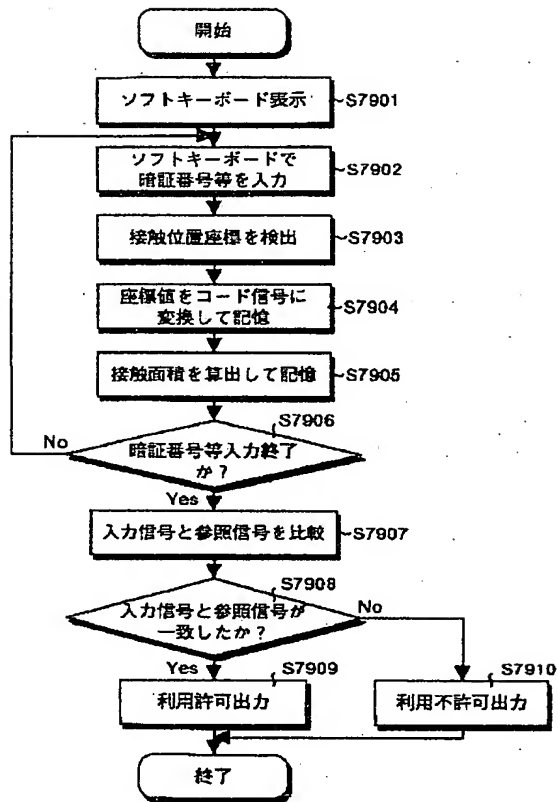 開始
ソフトキーボード表示
S7901
ソフトキーボードで
暗証番号等を入力
S7902
接触位置座標を検出
S7903
座標値をコード信号に
変換して記憶
S7904
接触面積を算出して記憶
S7905
S7906
No
暗証番号等入力終了
か?
Yes
入力信号と参照信号を比較
S7907
S7908
入力信号と参照信号が
一致したか?
No
Yes
S7909
利用許可出力
S7910
利用不許可出力
終了